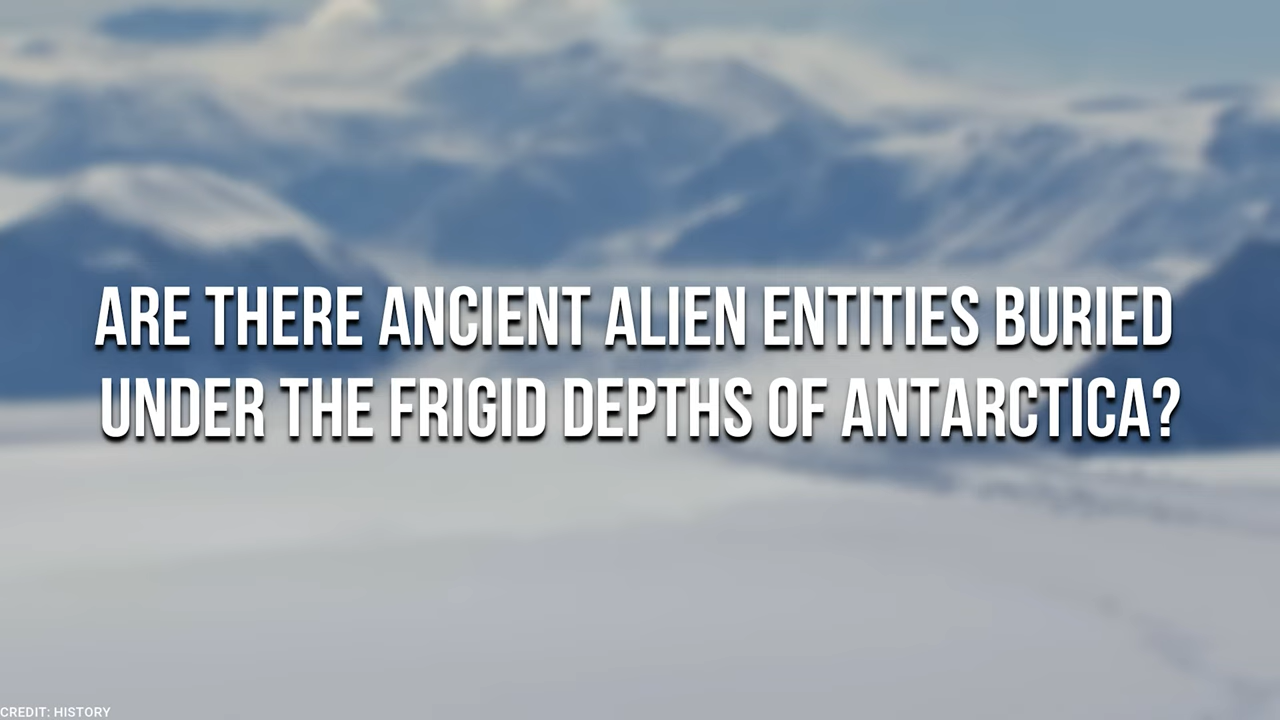 ARE THERE ANCIENT ALIEN ENTITIES BURIED
UNDER THE FRIGID DEPTHS OF ANTARCTICA?
CREDIT: HISTORY